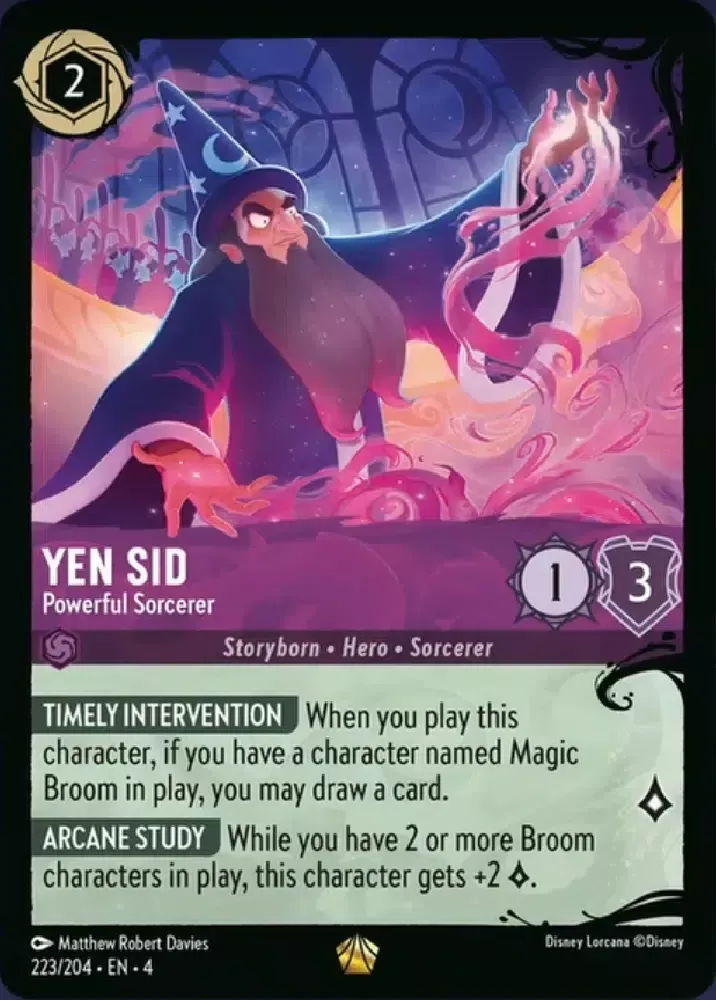 2
YEN SID
Powerful Sorcerer
1
3
Storyborn • Hero • Sorcerer
TIMELY INTERVENTION When you play this
character, if you have a character named Magic
Broom in play, you may draw a card.
ARCANE STUDY While you have 2 or more Broom
characters in play, this character gets +2 .
Matthew Robert Davies
Disney Lorcana ©Disney
223/204 • EN • 4